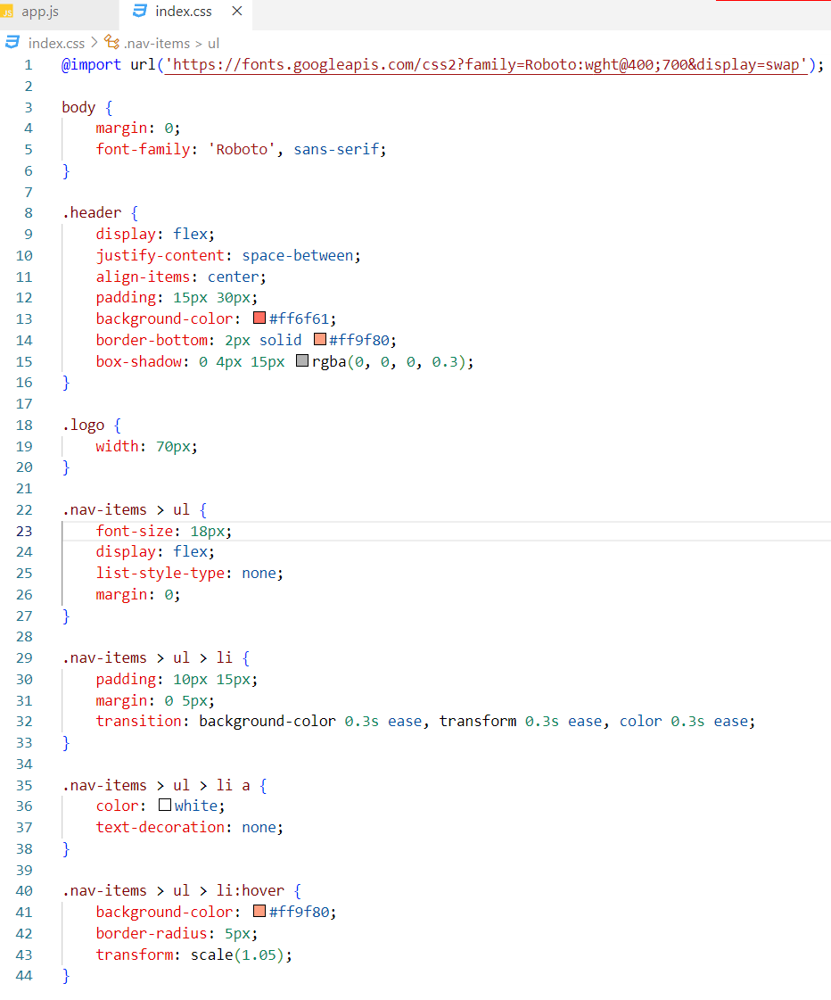 JS app.js index.css ×
index.css > .nav-items > ul
1 @import url('https://fonts.googleapis.com/css2?family=Roboto:wght@400;700&display=swap');
2
3 body {
4     margin: 0;
5     font-family: 'Roboto', sans-serif;
6 }
7
8 .header {
9     display: flex;
10     justify-content: space-between;
11     align-items: center;
12     padding: 15px 30px;
13     background-color: #ff6f61;
14     border-bottom: 2px solid #ff9f80;
15     box-shadow: 0 4px 15px rgba(0, 0, 0, 0.3);
16 }
17
18 .logo {
19     width: 70px;
20 }
21
22 .nav-items > ul {
23     font-size: 18px;
24     display: flex;
25     list-style-type: none;
26     margin: 0;
27 }
28
29 .nav-items > ul > li {
30     padding: 10px 15px;
31     margin: 0 5px;
32     transition: background-color 0.3s ease, transform 0.3s ease, color 0.3s ease;
33 }
34
35 .nav-items > ul > li a {
36     color: white;
37     text-decoration: none;
38 }
39
40 .nav-items > ul > li:hover {
41     background-color: #ff9f80;
42     border-radius: 5px;
43     transform: scale(1.05);
44 }